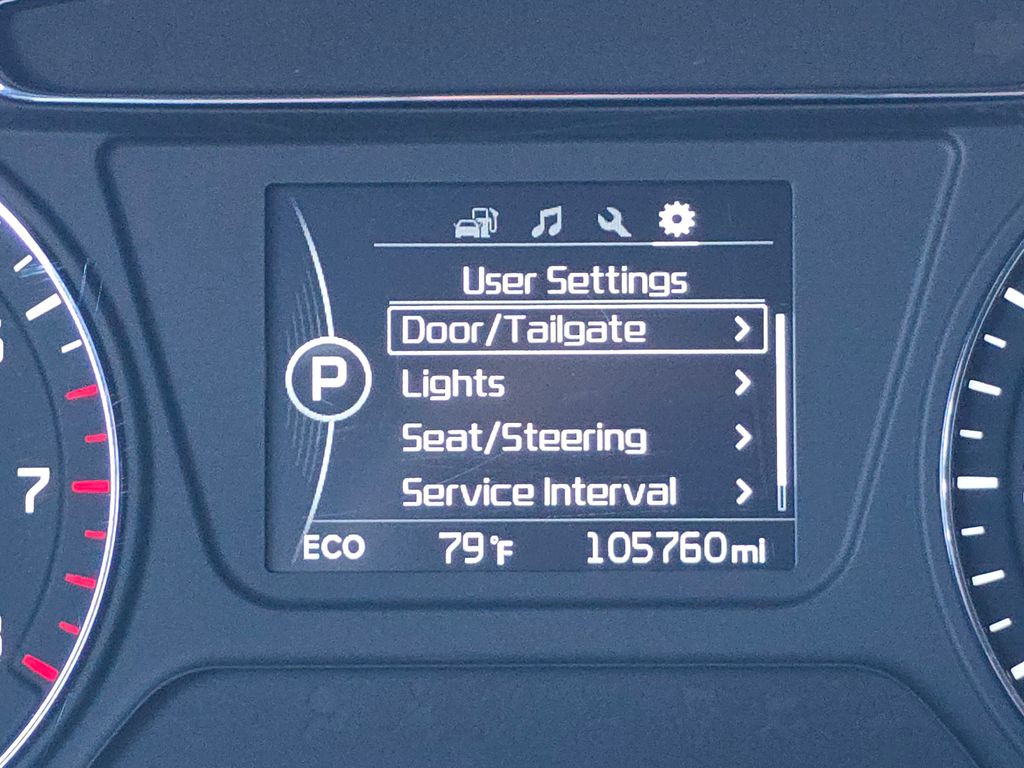 User Settings
Door/Tailgate
Lights
P
Seat/Steering
Service Interval
7
ECO 79°F 105760mi